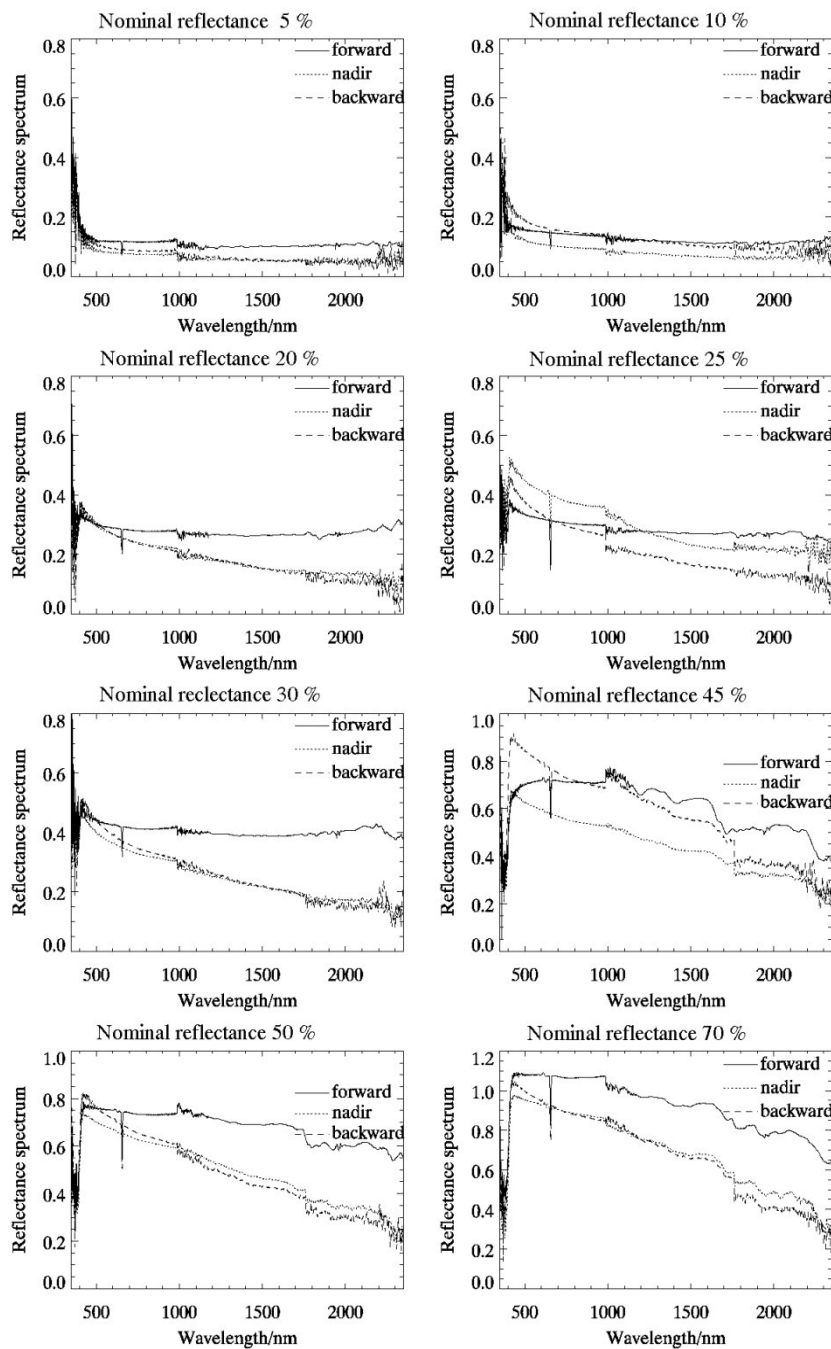 Nominal reflectance 5 %
0.8
0.6
0.4
0.2
0.0
Reflectance spectrum
forward
nadir
backward
500 1000 1500 2000
Wavelength/nm
Nominal reflectance 10 %
0.8
0.6
0.4
0.2
0.0
Reflectance spectrum
forward
nadir
backward
500 1000 1500 2000
Wavelength/nm
Nominal reflectance 20 %
0.8
0.6
0.4
0.2
0.0
Reflectance spectrum
forward
nadir
backward
500 1000 1500 2000
Wavelength/nm
Nominal reflectance 25 %
0.8
0.6
0.4
0.2
0.0
Reflectance spectrum
forward
nadir
backward
500 1000 1500 2000
Wavelength/nm
Nominal reclectance 30 %
0.8
0.6
0.4
0.2
0.0
Reflectance spectrum
forward
nadir
backward
500 1000 1500 2000
Wavelength/nm
Nominal reflectance 45 %
1.0
0.8
0.6
0.4
0.2
0.0
Reflectance spectrum
forward
nadir
backward
500 1000 1500 2000
Wavelength/nm
Nominal reflectance 50 %
1.0
0.8
0.6
0.4
0.2
0.0
Reflectance spectrum
forward
nadir
backward
500 1000 1500 2000
Wavelength/nm
Nominal reflectance 70 %
1.2
1.0
0.8
0.6
0.4
0.2
0.0
Reflectance spectrum
forward
nadir
backward
500 1000 1500 2000
Wavelength/nm